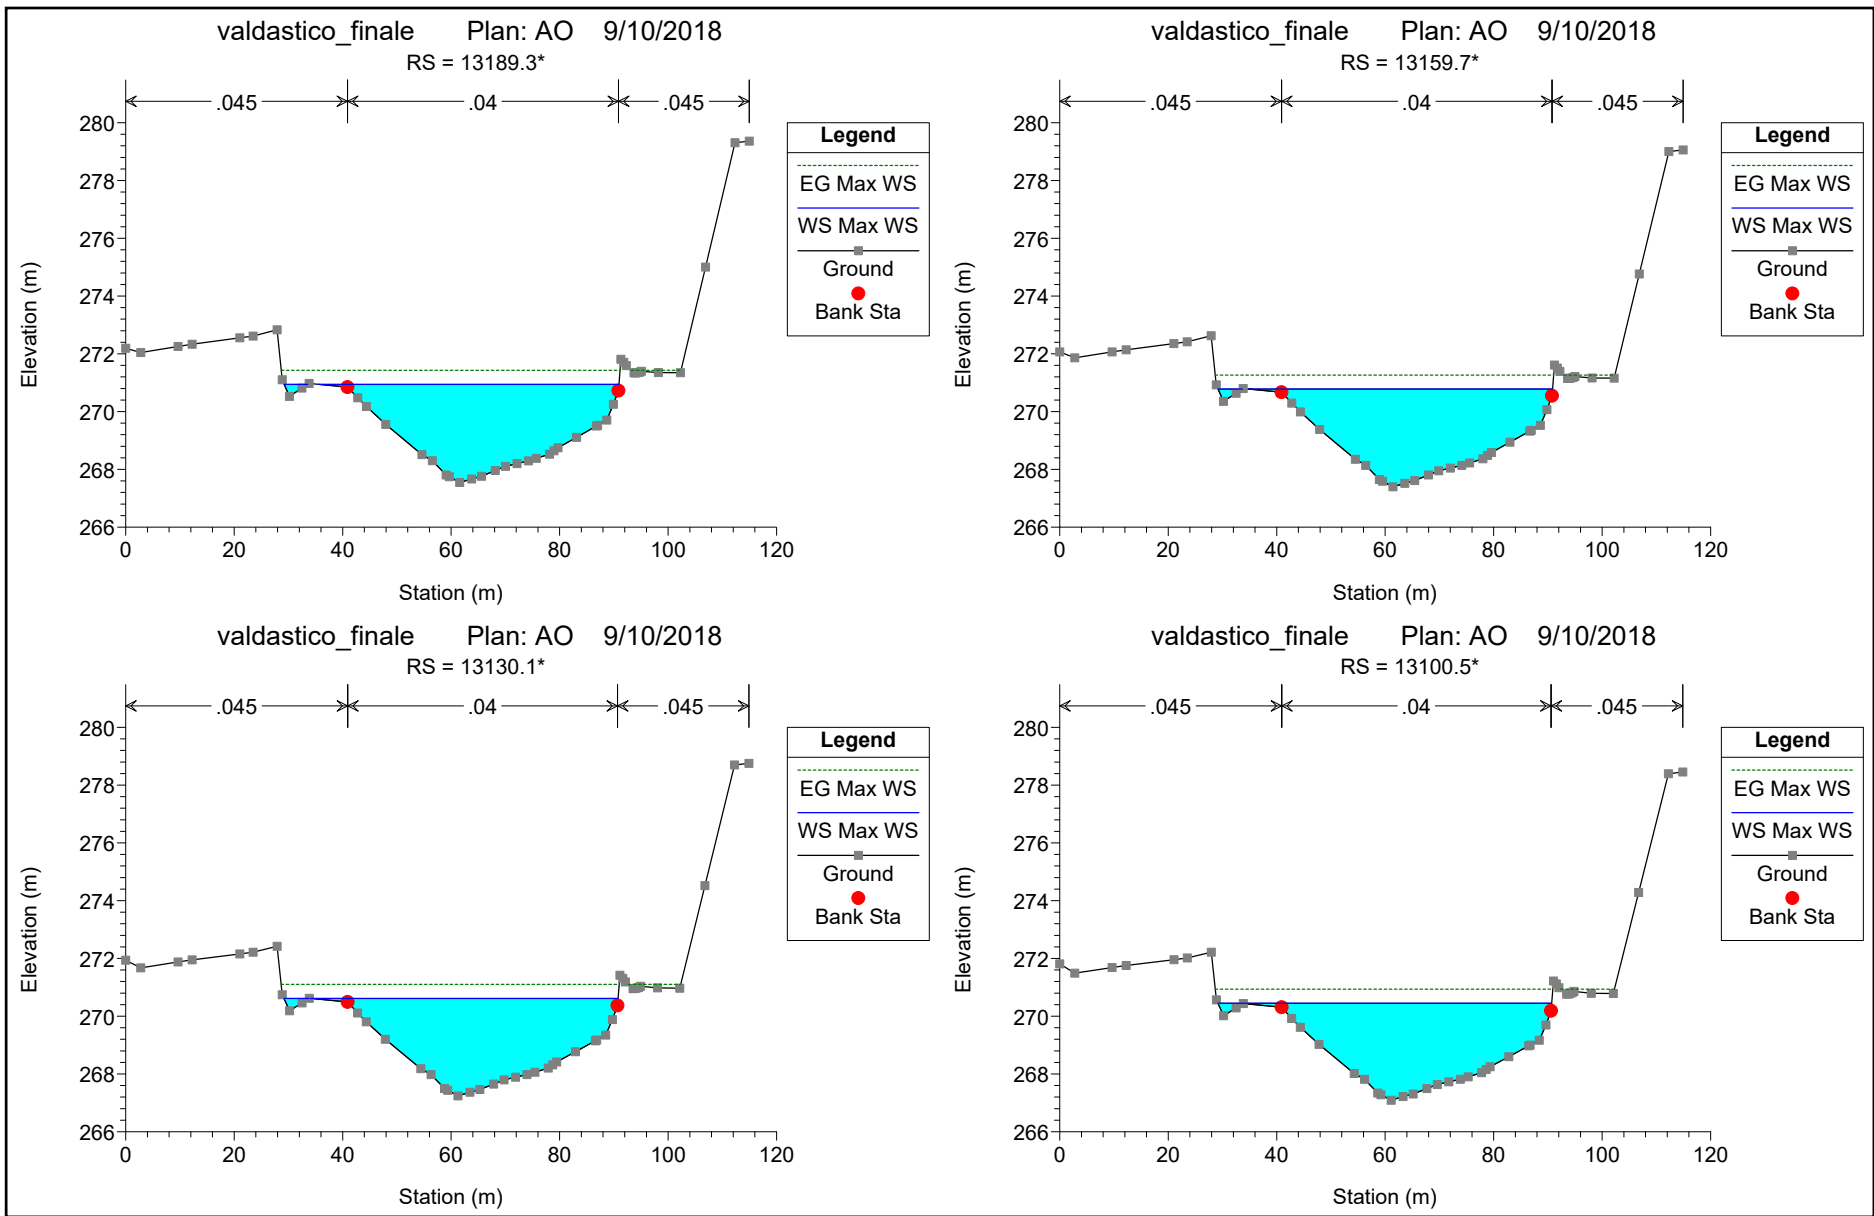 valdastico_finale Plan: AO 9/10/2018
RS = 13189.3*
.045 .04 .045
280
278
276
274
272
270
268
266
0 20 40 60 80 100 120
Elevation (m)
Station (m)
Legend
EG Max WS
WS Max WS
Ground
Bank Sta
valdastico_finale Plan: AO 9/10/2018
RS = 13159.7*
.045 .04 .045
280
278
276
274
272
270
268
266
0 20 40 60 80 100 120
Elevation (m)
Station (m)
Legend
EG Max WS
WS Max WS
Ground
Bank Sta
valdastico_finale Plan: AO 9/10/2018
RS = 13130.1*
.045 .04 .045
280
278
276
274
272
270
268
266
0 20 40 60 80 100 120
Elevation (m)
Station (m)
Legend
EG Max WS
WS Max WS
Ground
Bank Sta
valdastico_finale Plan: AO 9/10/2018
RS = 13100.5*
.045 .04 .045
280
278
276
274
272
270
268
266
0 20 40 60 80 100 120
Elevation (m)
Station (m)
Legend
EG Max WS
WS Max WS
Ground
Bank Sta